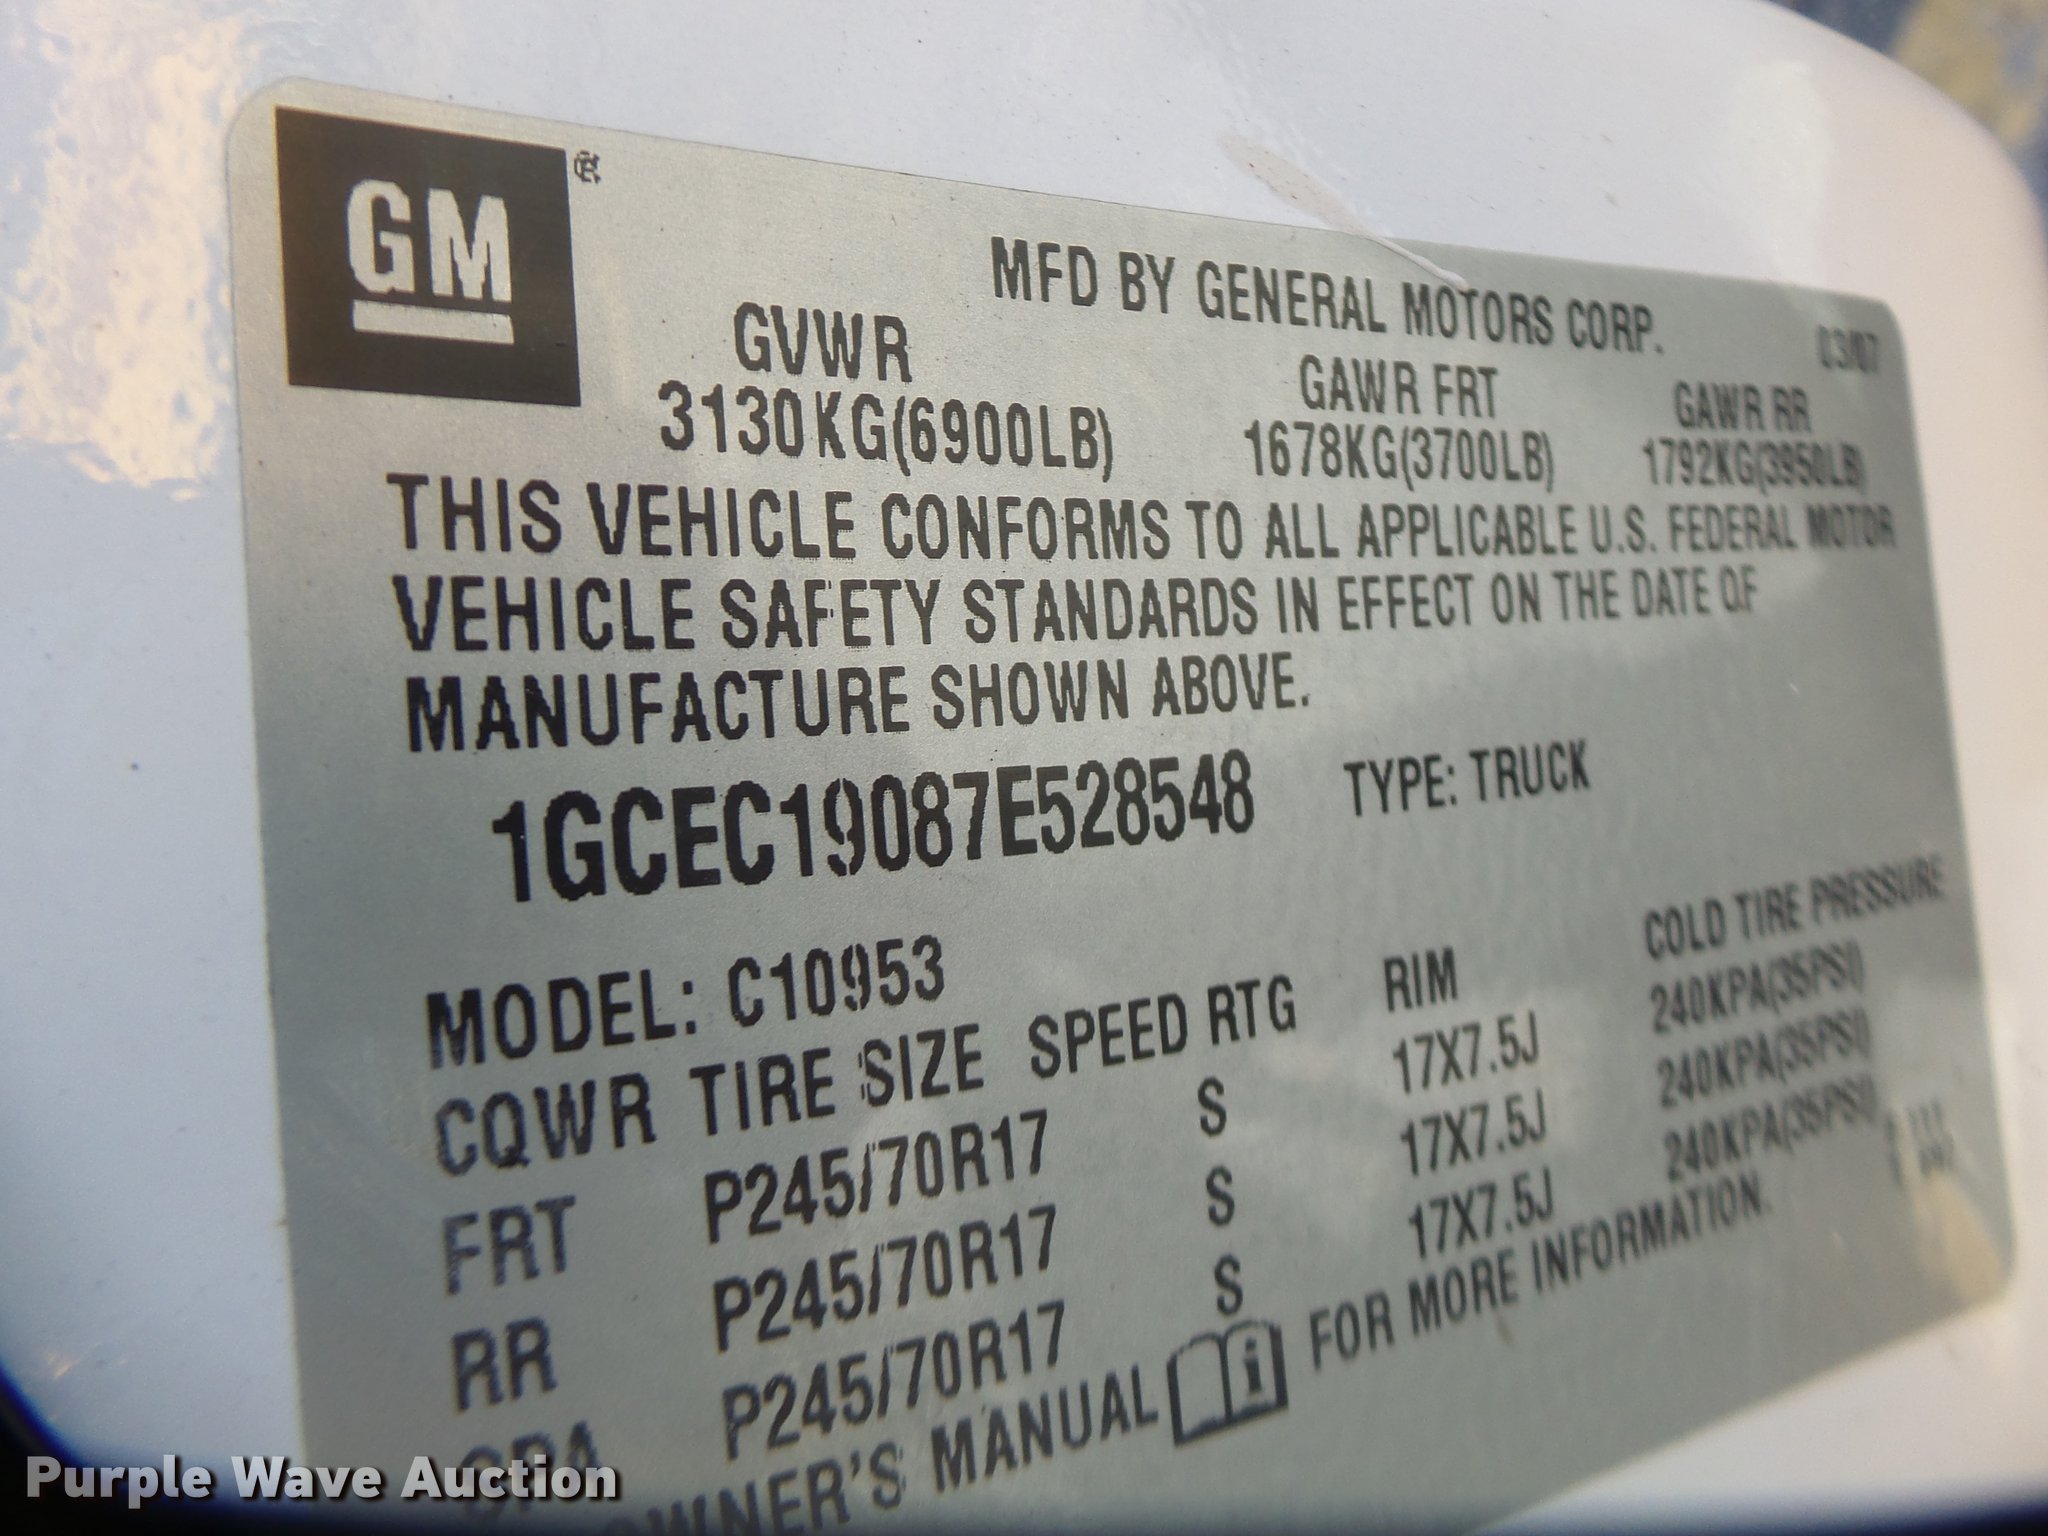 GM
MFD BY GENERAL MOTORS CORP.
03/07
GVWR GAWR FRT GAWR RR
3130KG(6900LB) 1678KG(3700LB) 1792KG(3950LB)
THIS VEHICLE CONFORMS TO ALL APPLICABLE U.S. FEDERAL MOTOR
VEHICLE SAFETY STANDARDS IN EFFECT ON THE DATE OF
MANUFACTURE SHOWN ABOVE.
1GCEC19087E528548 TYPE: TRUCK
MODEL: C10953
CQWR TIRE SIZE SPEED RTG RIM COLD TIRE PRESSURE
FRT P245/70R17 S 17X7.5J 240KPA(35PSI)
RR P245/70R17 S 17X7.5J 240KPA(35PSI)
P245/70R17 S 17X7.5J 240KPA(35PSI)
OWNER'S MANUAL FOR MORE INFORMATION.
Purple Wave Auction